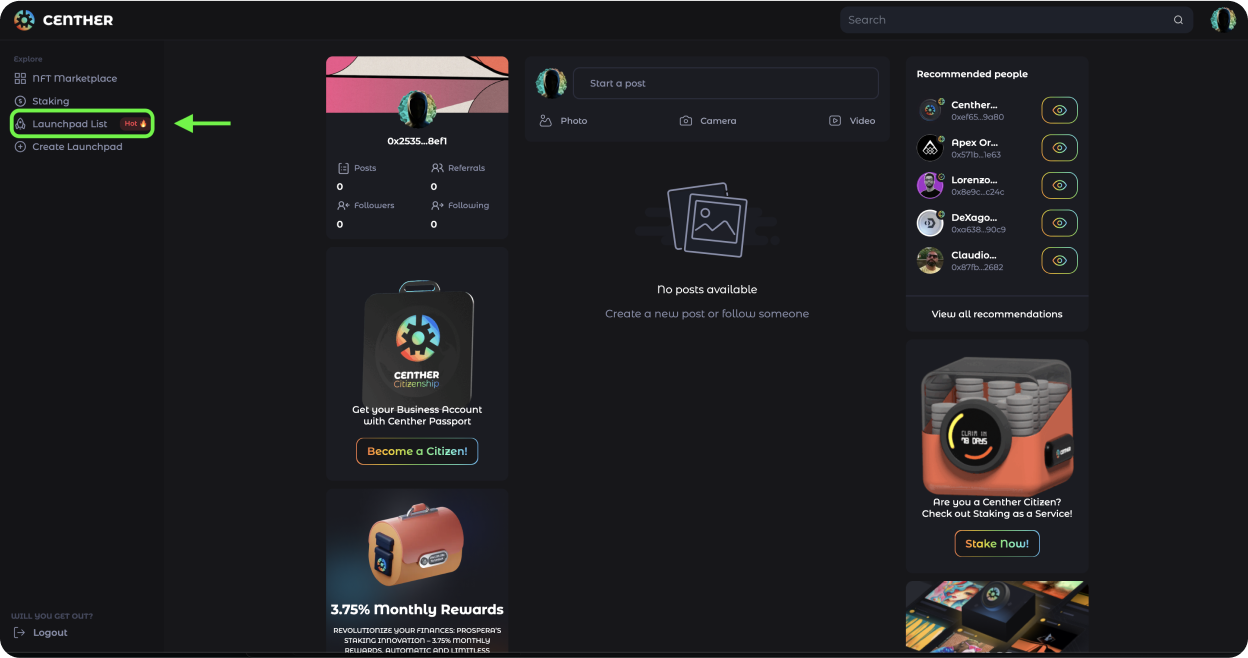 CENTHER
Search
Explore
NFT Marketplace
Staking
Launchpad List Hot
Create Launchpad
WILL YOU GET OUT?
Logout
0x2535...8ef1
Posts Referrals
0 0
Followers Following
0 0
CENTHER
Citizenship
Get your Business Account
with Centher Passport
Become a Citizen!
3.75% Monthly Rewards
REVOLUTIONIZE YOUR FINANCES: PROSPERA'S
STAKING INNOVATION – 3.75% MONTHLY
REWARDS, AUTOMATIC AND LIMITLESS
Start a post
Photo Camera Video
No posts available
Create a new post or follow someone
Recommended people
Centher...
0xef65...9a80
Apex Or...
0x571b...1e63
Lorenzo...
0x8e9c...c24c
DeXago...
0xa638...90c9
Claudio...
0x87fb...2682
View all recommendations
CLAIM IN
78 DAYS
CENTHER
Are you a Centher Citizen?
Check out Staking as a Service!
Stake Now!